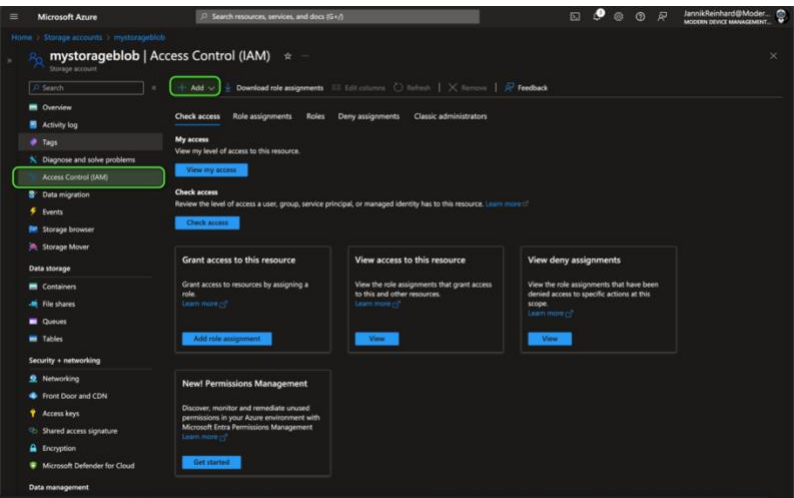 Microsoft Azure
Search resources, services, and docs (G+/)
JannikReinhard@Moder...
MODERN DEVICE MANAGEMENT...
Home > Storage accounts > mystorageblob
mystorageblob | Access Control (IAM)
Storage account
Search
Add
Download role assignments
Edit columns
Refresh
Remove
Feedback
Overview
Activity log
Tags
Diagnose and solve problems
Access Control (IAM)
Data migration
Events
Storage browser
Storage Mover
Data storage
Containers
File shares
Queues
Tables
Security + networking
Networking
Front Door and CDN
Access keys
Shared access signature
Encryption
Microsoft Defender for Cloud
Data management
Check access
Role assignments
Roles
Deny assignments
Classic administrators
My access
View my level of access to this resource.
View my access
Check access
Review the level of access a user, group, service principal, or managed identity has to this resource. Learn more
Check access
Grant access to this resource
Grant access to resources by assigning a
role.
Learn more
Add role assignment
View access to this resource
View the role assignments that grant access
to this and other resources.
Learn more
View
View deny assignments
View the role assignments that have been
denied access to specific actions at this
scope.
Learn more
View
New! Permissions Management
Discover, monitor and remediate unused
permissions in your Azure environment with
Microsoft Entra Permissions Management
Learn more
Get started